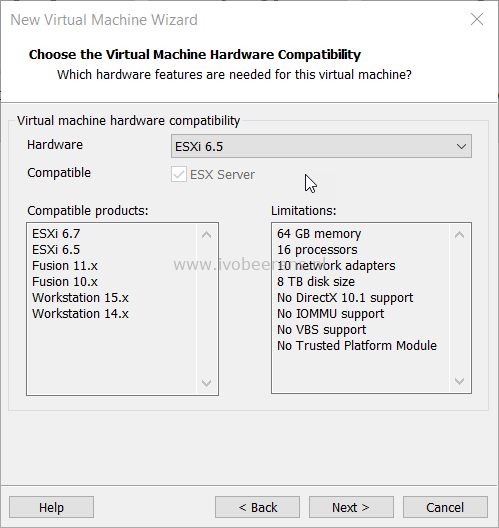 New Virtual Machine Wizard
Choose the Virtual Machine Hardware Compatibility
Which hardware features are needed for this virtual machine?
Virtual machine hardware compatibility
Hardware
ESXi 6.5
Compatible
ESX Server
Compatible products:
ESXi 6.7
ESXi 6.5
Fusion 11.x
Fusion 10.x
Workstation 15.x
Workstation 14.x
Limitations:
64 GB memory
16 processors
10 network adapters
8 TB disk size
No DirectX 10.1 support
No IOMMU support
No VBS support
No Trusted Platform Module
Help
< Back
Next >
Cancel